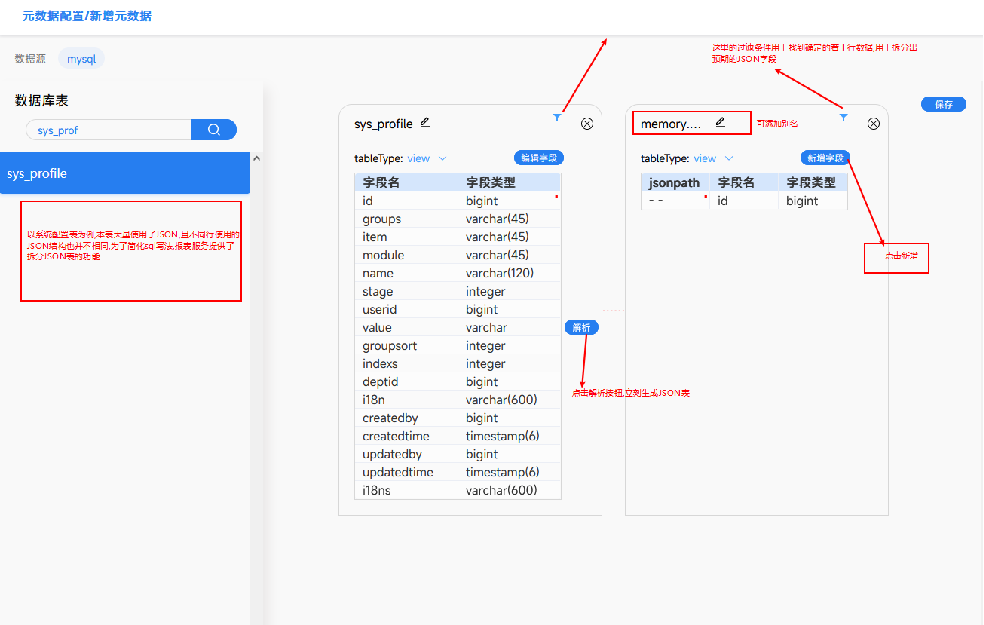 元数据配置/新增元数据
数据源 mysql
数据库表
sys_prof
sys_profile
以系统配置表为例,本表大量使用了JSON,且不同行使用的
JSON结构也并不相同,为了简化sql写法,报表服务提供了
拆分JSON表的功能
sys_profile
tableType: view 编辑字段
字段名 字段类型
id bigint
groups varchar(45)
item varchar(45)
module varchar(45)
name varchar(120)
stage integer
userid bigint
value varchar
groupsort integer
indexs integer
deptid bigint
i18n varchar(600)
createdby bigint
createdtime timestamp(6)
updatedby bigint
updatedtime timestamp(6)
i18ns varchar(600)
解析
点击解析按钮,立刻生成JSON表
这里的过滤条件用于找到确定的若干行数据,用于拆分出
预期的JSON字段
保存
memory.... 可添加别名
tableType: view 新增字段
jsonpath 字段名 字段类型
- - id bigint
点击新增